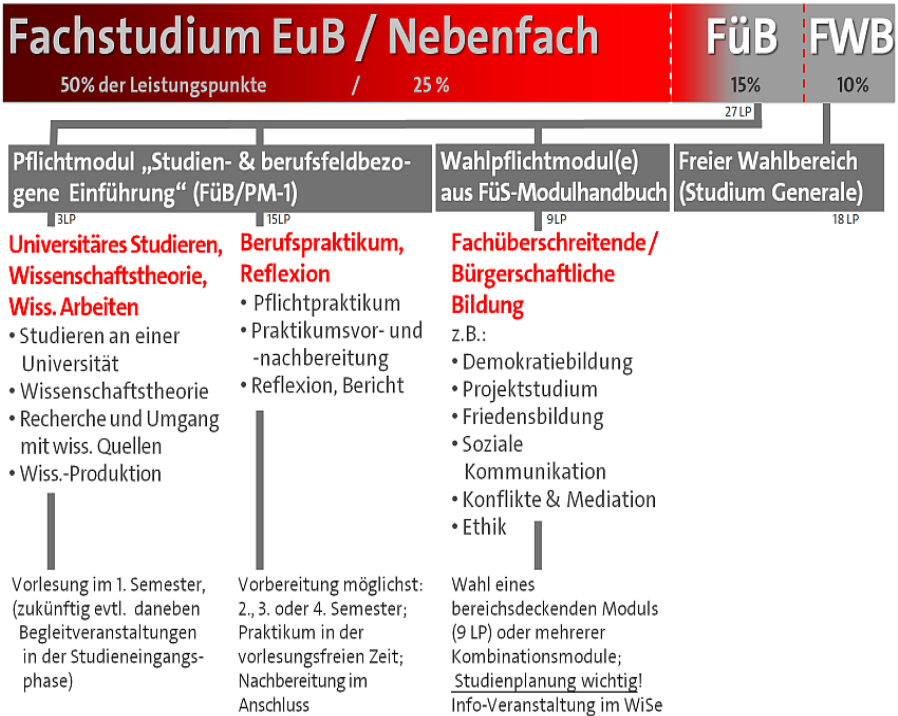 Fachstudium EuB / Nebenfach
50% der Leistungspunkte / 25 %
FüB
15%
FWB
10%
27 LP
Pflichtmodul „Studien- & berufsfeldbezo-
gene Einführung“ (FüB/PM-1)
Wahlpflichtmodul(e)
aus FüS-Modulhandbuch
Freier Wahlbereich
(Studium Generale)
3LP
15LP
9LP
18 LP
Universitäres Studieren,
Wissenschaftstheorie,
Wiss. Arbeiten
• Studieren an einer
Universität
• Wissenschaftstheorie
• Recherche und Umgang
mit wiss. Quellen
• Wiss.-Produktion
Vorlesung im 1. Semester,
(zukünftig evtl. daneben
Begleitveranstaltungen
in der Studieneingangs-
phase)
Berufspraktikum,
Reflexion
• Pflichtpraktikum
• Praktikumsvor- und
-nachbereitung
• Reflexion, Bericht
Vorbereitung möglichst:
2., 3. oder 4. Semester;
Praktikum in der
vorlesungsfreien Zeit;
Nachbereitung im
Anschluss
Fachüberschreitende /
Bürgerschaftliche
Bildung
z.B.:
• Demokratiebildung
• Projektstudium
• Friedensbildung
• Soziale
Kommunikation
• Konflikte & Mediation
• Ethik
Wahl eines
bereichsdeckenden Moduls
(9 LP) oder mehrerer
Kombinationsmodule;
Studienplanung wichtig!
Info-Veranstaltung im WiSe